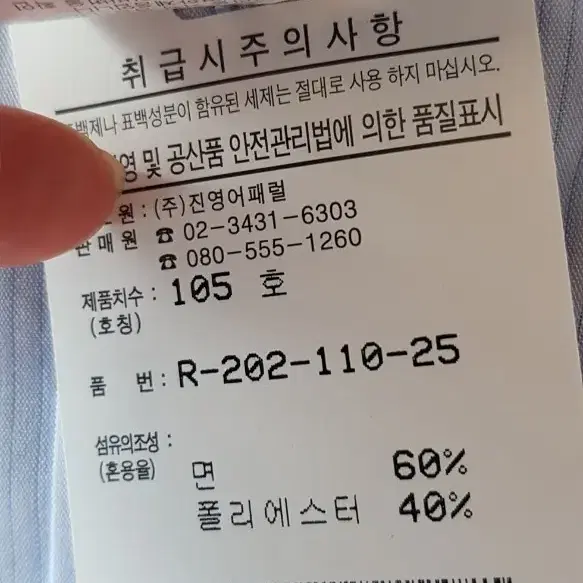 취급시주의사항
표백성분이 함유된 세제는 절대로 사용 하지 마십시오.
및 공산품 안전관리법에 의한 품질표시
원 : (주)진영어패럴
판매원 ☎ 02-3431-6303
☎ 080-555-1260
제품치수 : 105 호
(호칭)
품 번 : R-202-110-25
섬유의조성 :
(혼용율)
면 60%
폴리에스터 40%